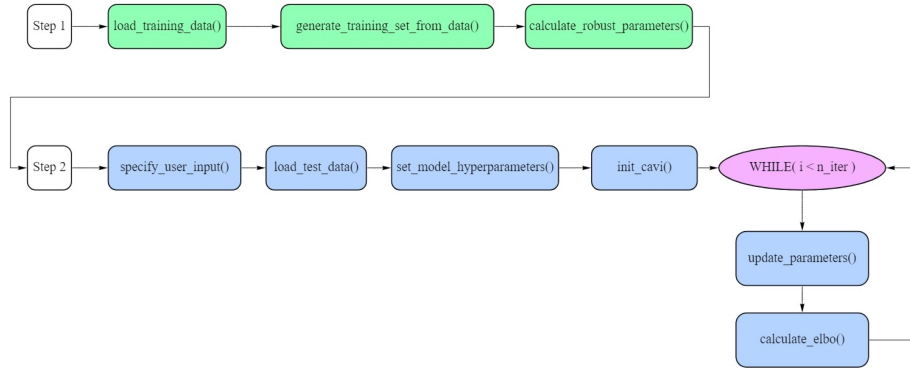 Step 1
load_training_data()
generate_training_set_from_data()
calculate_robust_parameters()
Step 2
specify_user_input()
load_test_data()
set_model_hyperparameters()
init_cavi()
WHILE( i < n_iter )
update_parameters()
calculate_elbo()